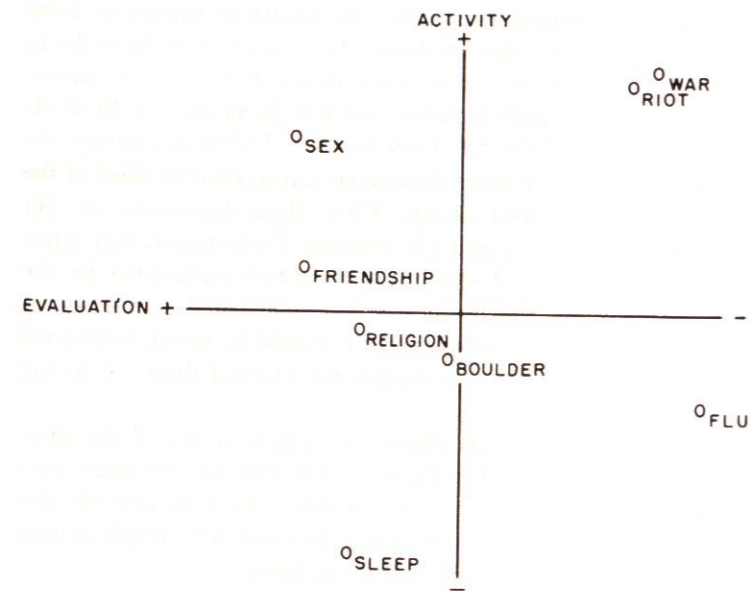 ACTIVITY
+
WAR
RIOT
SEX
FRIENDSHIP
EVALUATION + -
RELIGION
BOULDER
FLU
SLEEP
-